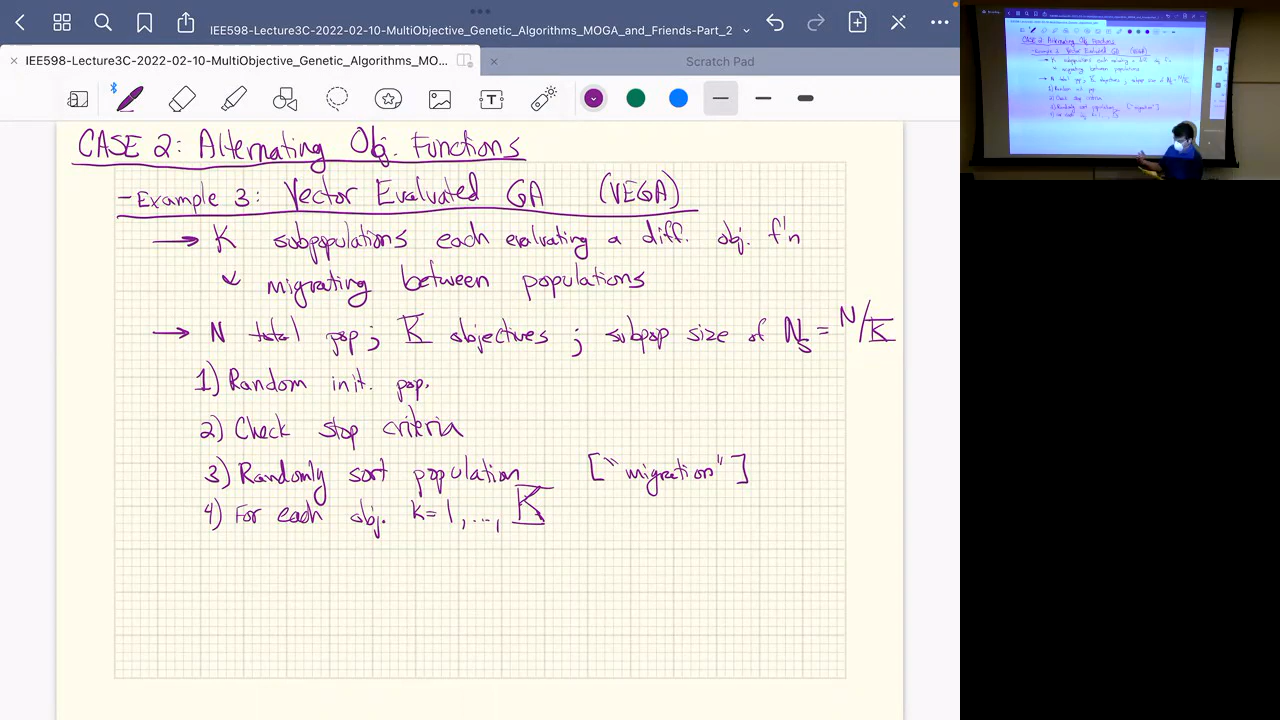 IEE598-Lecture3C-2022-02-10-M
Objective_Genetic_Algorithms_MOGA_and_Friends-Part_2
IEE598-Lecture3C-2022-02-10-MultiObjective_Genetic_Algorithms_MO...
Scratch Pad
CASE 2: Alternating Obj. Functions
- Example 3: Vector Evaluated GA (VEGA)
→ K subpopulations each evaluating a diff. obj. f'n
↙ migrating between populations
→ N total pop; K objectives; subpop size of Ns = N/K
1) Random init. pop.
2) Check stop criteria
3) Randomly sort population ["migration"]
4) For each obj. k=1, ..., K